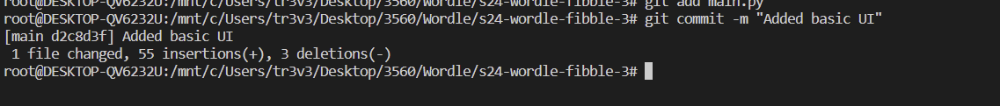 root@DESKTOP-QV6232U:/mnt/c/Users/tr3v3/Desktop/3560/Wordle/s24-wordle-fibble-3# git add main.py
root@DESKTOP-QV6232U:/mnt/c/Users/tr3v3/Desktop/3560/Wordle/s24-wordle-fibble-3# git commit -m "Added basic UI"
[main d2c8d3f] Added basic UI
 1 file changed, 55 insertions(+), 3 deletions(-)
root@DESKTOP-QV6232U:/mnt/c/Users/tr3v3/Desktop/3560/Wordle/s24-wordle-fibble-3#